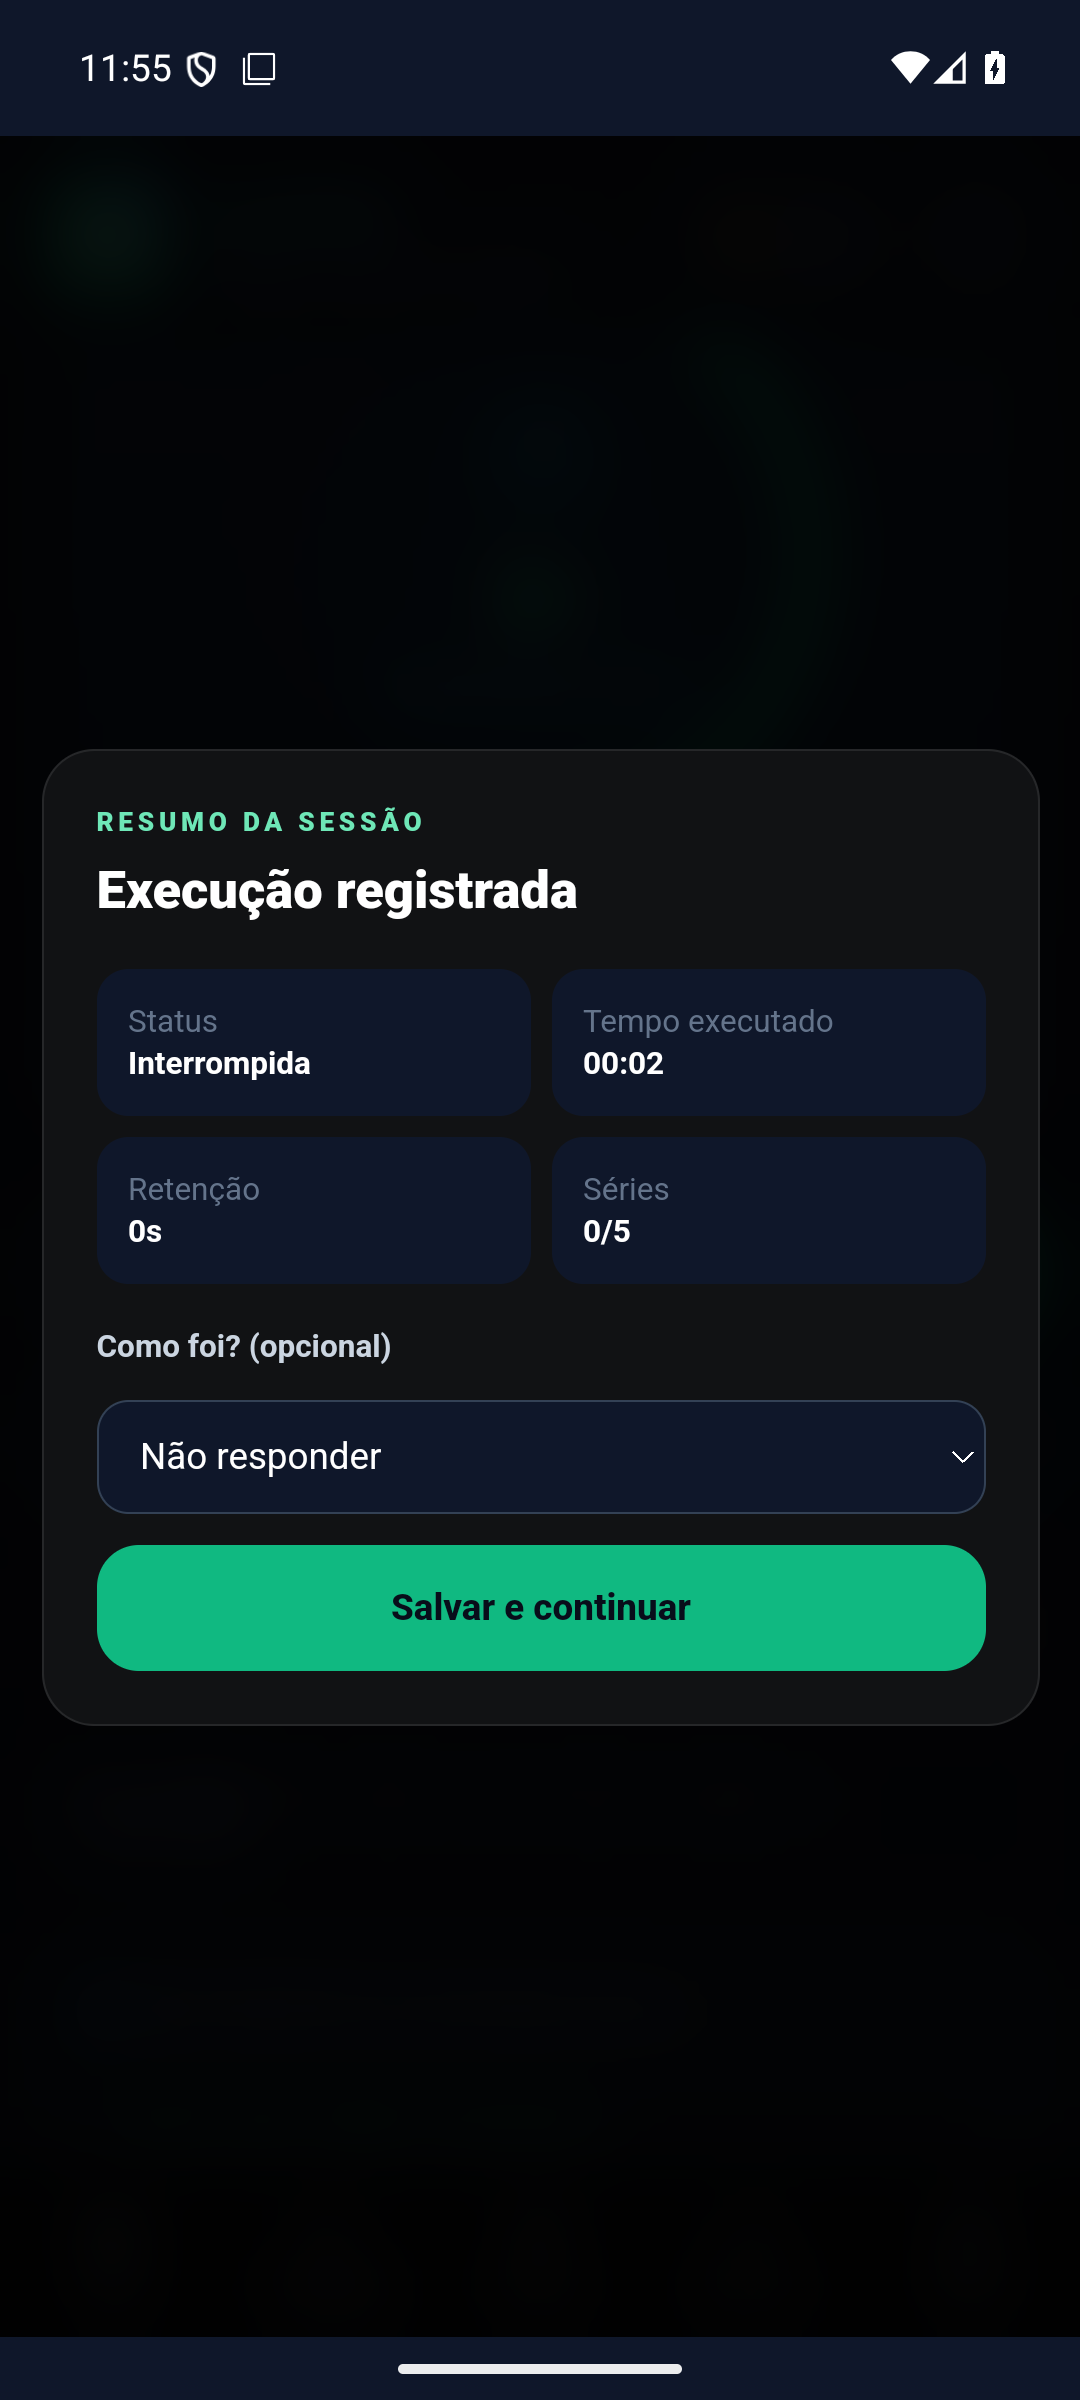 11:55
RESUMO DA SESSÃO
Execução registrada
Status
Interrompida
Tempo executado
00:02
Retenção
0s
Séries
0/5
Como foi? (opcional)
Não responder
Salvar e continuar